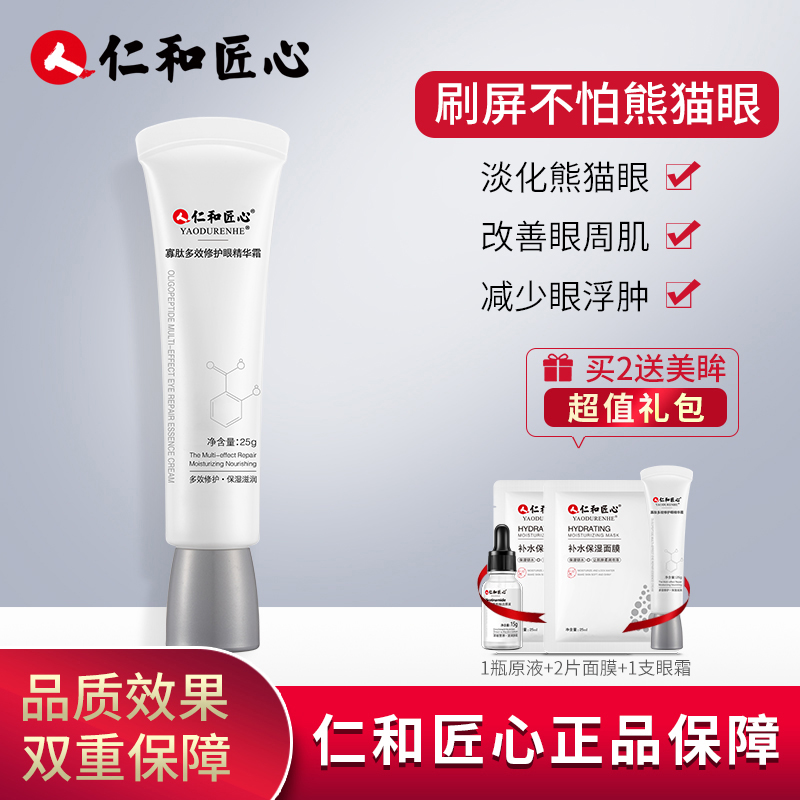 仁和匠心
刷屏不怕熊猫眼
淡化熊猫眼
改善眼周肌
减少眼浮肿
仁和匠心®
YAODURENHE®
寡肽多效修护眼精华霜
OLIGOPEPTIDE MULTI-EFFECT EYE REPAIR ESSENCE CREAM
净含量:25g
The Multi-effect Repair
Moisturizing Nourishing
多效修护·保湿滋润
买2送美眸
超值礼包
仁和匠心®
YAODURENHE®
HYDRATING
MOISTURIZING MASK
补水保湿面膜
1瓶原液+2片面膜+1支眼霜
品质效果
双重保障
仁和匠心正品保障